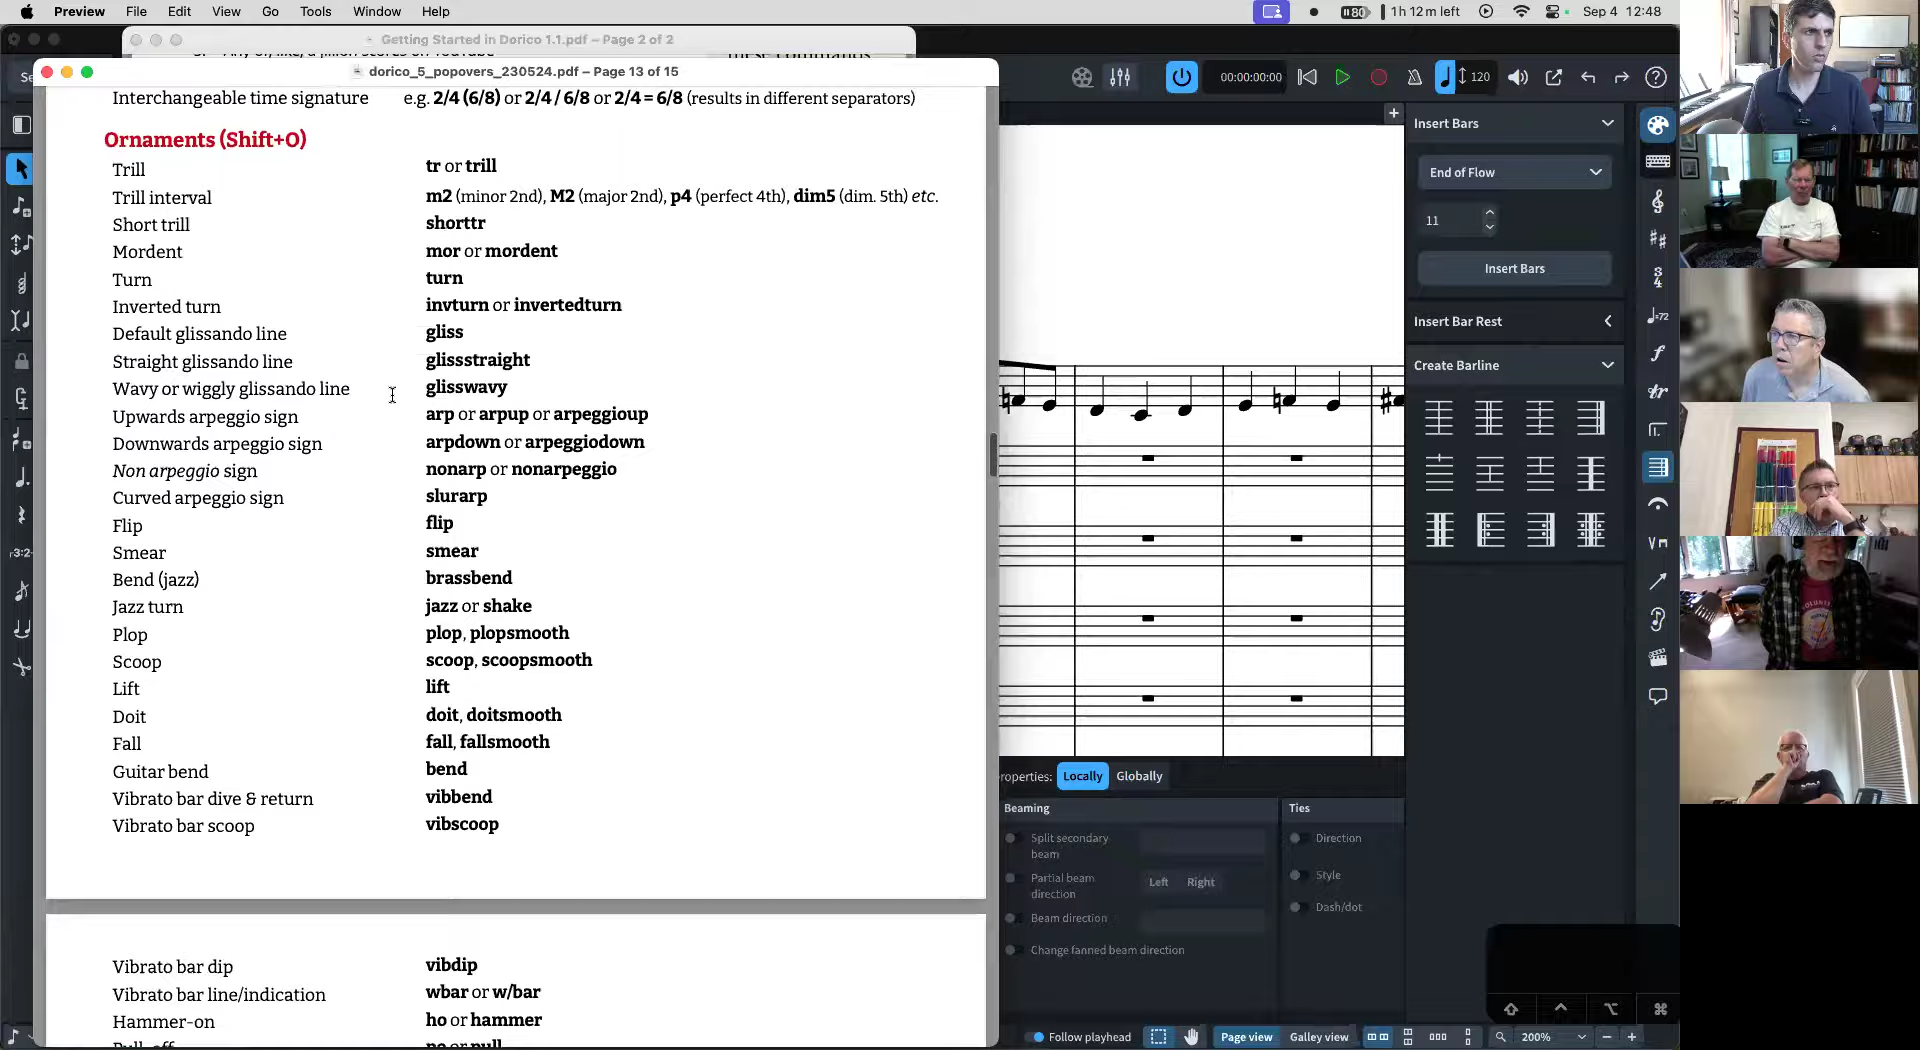 Preview File Edit View Go Tools Window Help
80 1 h 12 m left Sep 4 12:48
Getting Started in Dorico 1.1.pdf – Page 2 of 2
dorico_5_popovers_230524.pdf – Page 13 of 15
Interchangeable time signature e.g. 2/4 (6/8) or 2/4 / 6/8 or 2/4 = 6/8 (results in different separators)
Ornaments (Shift+O)
Trill tr or trill
Trill interval m2 (minor 2nd), M2 (major 2nd), p4 (perfect 4th), dim5 (dim. 5th) etc.
Short trill shorttr
Mordent mor or mordent
Turn turn
Inverted turn invturn or invertedturn
Default glissando line gliss
Straight glissando line glissstraight
Wavy or wiggly glissando line glisswavy
Upwards arpeggio sign arp or arpup or arpeggioup
Downwards arpeggio sign arpdown or arpeggiodown
Non arpeggio sign nonarp or nonarpeggio
Curved arpeggio sign slurarp
Flip flip
Smear smear
Bend (jazz) brassbend
Jazz turn jazz or shake
Plop plop, plopsmooth
Scoop scoop, scoopsmooth
Lift lift
Doit doit, doitsmooth
Fall fall, fallsmooth
Guitar bend bend
Vibrato bar dive & return vibbend
Vibrato bar scoop vibscoop
Vibrato bar dip vibdip
Vibrato bar line/indication wbar or w/bar
Hammer-on ho or hammer
00:00:00:00 120
Insert Bars
End of Flow
11
Insert Bars
Insert Bar Rest
Create Barline
roperties: Locally Globally
Beaming Ties
Split secondary beam
Partial beam direction Left Right
Beam direction
Change fanned beam direction
Direction
Style
Dash/dot
Follow playhead Page view Galley view 200%